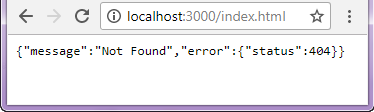 localhost:3000/index.html
{"message":"Not Found","error":{"status":404}}